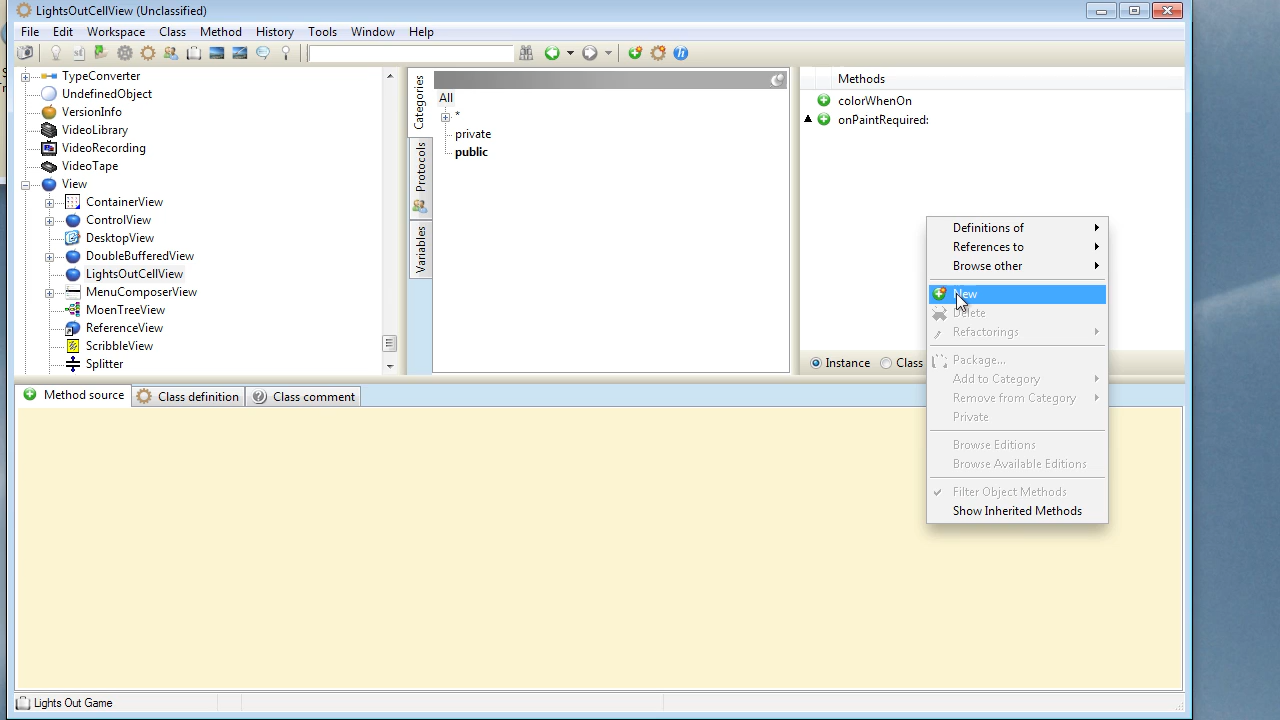 LightsOutCellView (Unclassified)
File Edit Workspace Class Method History Tools Window Help
TypeConverter
UndefinedObject
VersionInfo
VideoLibrary
VideoRecording
VideoTape
View
ContainerView
ControlView
DesktopView
DoubleBufferedView
LightsOutCellView
MenuComposerView
MoenTreeView
ReferenceView
ScribbleView
Splitter
Categories
Protocols
Variables
All
*
private
public
Methods
colorWhenOn
onPaintRequired:
Instance Class
Definitions of
References to
Browse other
New
Delete
Refactorings
Package...
Add to Category
Remove from Category
Private
Browse Editions
Browse Available Editions
Filter Object Methods
Show Inherited Methods
Method source Class definition Class comment
Lights Out Game